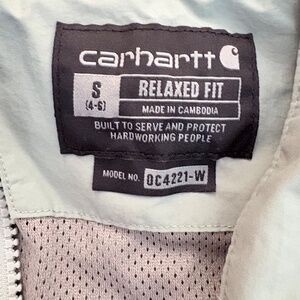 carhartt
S
(4-6)
RELAXED FIT
MADE IN CAMBODIA
BUILT TO SERVE AND PROTECT
HARDWORKING PEOPLE
MODEL NO. OC4221-W